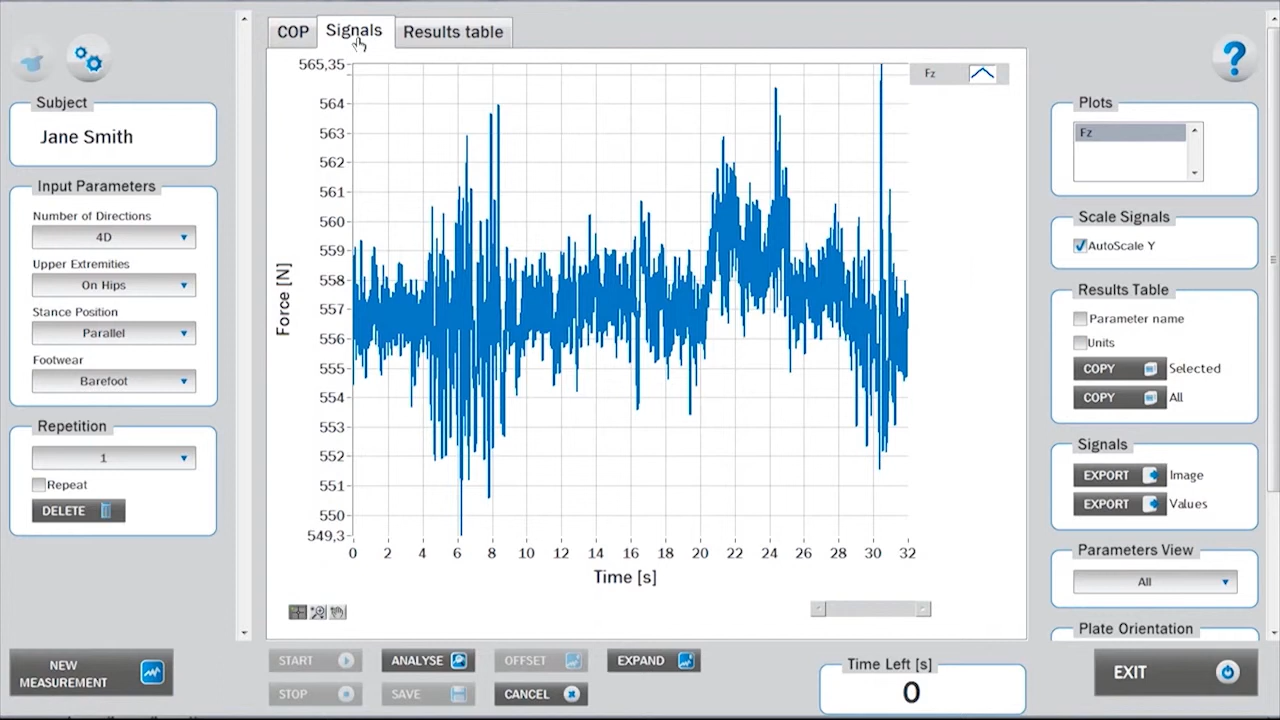 COP
Signals
Results table
Subject
Jane Smith
Input Parameters
Number of Directions
4D
Upper Extremities
On Hips
Stance Position
Parallel
Footwear
Barefoot
Repetition
1
Repeat
DELETE
NEW
MEASUREMENT
565,35
564
563
562
561
560
559
558
557
556
555
554
553
552
551
550
549,3
Force [N]
0 2 4 6 8 10 12 14 16 18 20 22 24 26 28 30 32
Time [s]
Fz
START
ANALYSE
OFFSET
EXPAND
STOP
SAVE
CANCEL
Time Left [s]
0
?
Plots
Fz
Scale Signals
AutoScale Y
Results Table
Parameter name
Units
COPY Selected
COPY All
Signals
EXPORT Image
EXPORT Values
Parameters View
All
Plate Orientation
EXIT